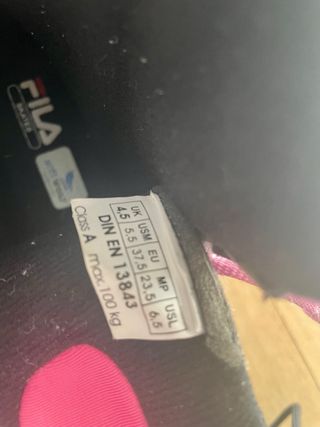 FILA
SKATES
UK USM EU MP USL
4.5 5.5 37.5 23.5 6.5
DIN EN 13843
Class A max.100 kg